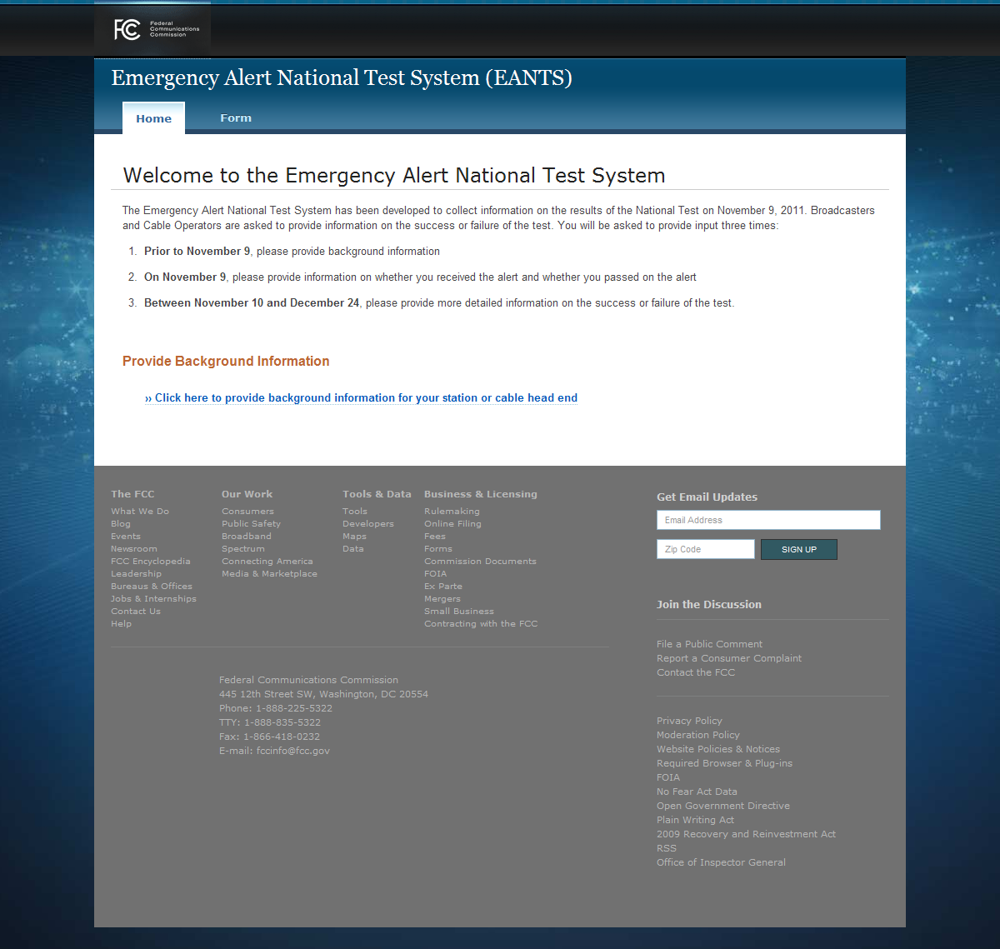 FCC
Federal
Communications
Commission
Emergency Alert National Test System (EANTS)
Home
Form
Welcome to the Emergency Alert National Test System
The Emergency Alert National Test System has been developed to collect information on the results of the National Test on November 9, 2011. Broadcasters
and Cable Operators are asked to provide information on the success or failure of the test. You will be asked to provide input three times:
1. Prior to November 9, please provide background information
2. On November 9, please provide information on whether you received the alert and whether you passed on the alert
3. Between November 10 and December 24, please provide more detailed information on the success or failure of the test.
Provide Background Information
›› Click here to provide background information for your station or cable head end
The FCC
What We Do
Blog
Events
Newsroom
FCC Encyclopedia
Leadership
Bureaus & Offices
Jobs & Internships
Contact Us
Help
Our Work
Consumers
Public Safety
Broadband
Spectrum
Connecting America
Media & Marketplace
Tools & Data
Tools
Developers
Maps
Data
Business & Licensing
Rulemaking
Online Filing
Fees
Forms
Commission Documents
FOIA
Ex Parte
Mergers
Small Business
Contracting with the FCC
Federal Communications Commission
445 12th Street SW, Washington, DC 20554
Phone: 1-888-225-5322
TTY: 1-888-835-5322
Fax: 1-866-418-0232
E-mail: fccinfo@fcc.gov
Get Email Updates
Email Address
Zip Code
SIGN UP
Join the Discussion
File a Public Comment
Report a Consumer Complaint
Contact the FCC
Privacy Policy
Moderation Policy
Website Policies & Notices
Required Browser & Plug-ins
FOIA
No Fear Act Data
Open Government Directive
Plain Writing Act
2009 Recovery and Reinvestment Act
RSS
Office of Inspector General